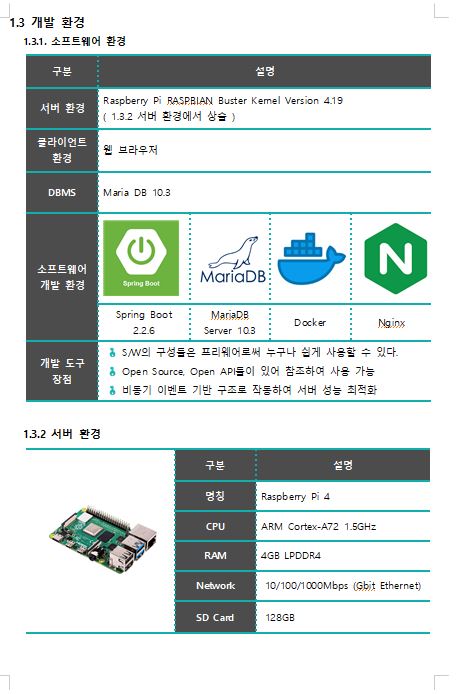 1.3 개발 환경
1.3.1. 소프트웨어 환경
구분 설명
서버 환경
Raspberry Pi RASPBIAN Buster Kernel Version 4.19
( 1.3.2 서버 환경에서 상술 )
클라이언트
환경
웹 브라우저
DBMS
Maria DB 10.3
소프트웨어
개발 환경
Spring Boot
MariaDB
N
Spring Boot
2.2.6
MariaDB
Server 10.3
Docker
Nginx
개발 도구
장점
S/W의 구성들은 프리웨어로써 누구나 쉽게 사용할 수 있다.
Open Source, Open API들이 있어 참조하여 사용 가능
비동기 이벤트 기반 구조로 작동하여 서버 성능 최적화
1.3.2 서버 환경
구분 설명
명칭 Raspberry Pi 4
CPU ARM Cortex-A72 1.5GHz
RAM 4GB LPDDR4
Network 10/100/1000Mbps (Gbit Ethernet)
SD Card 128GB